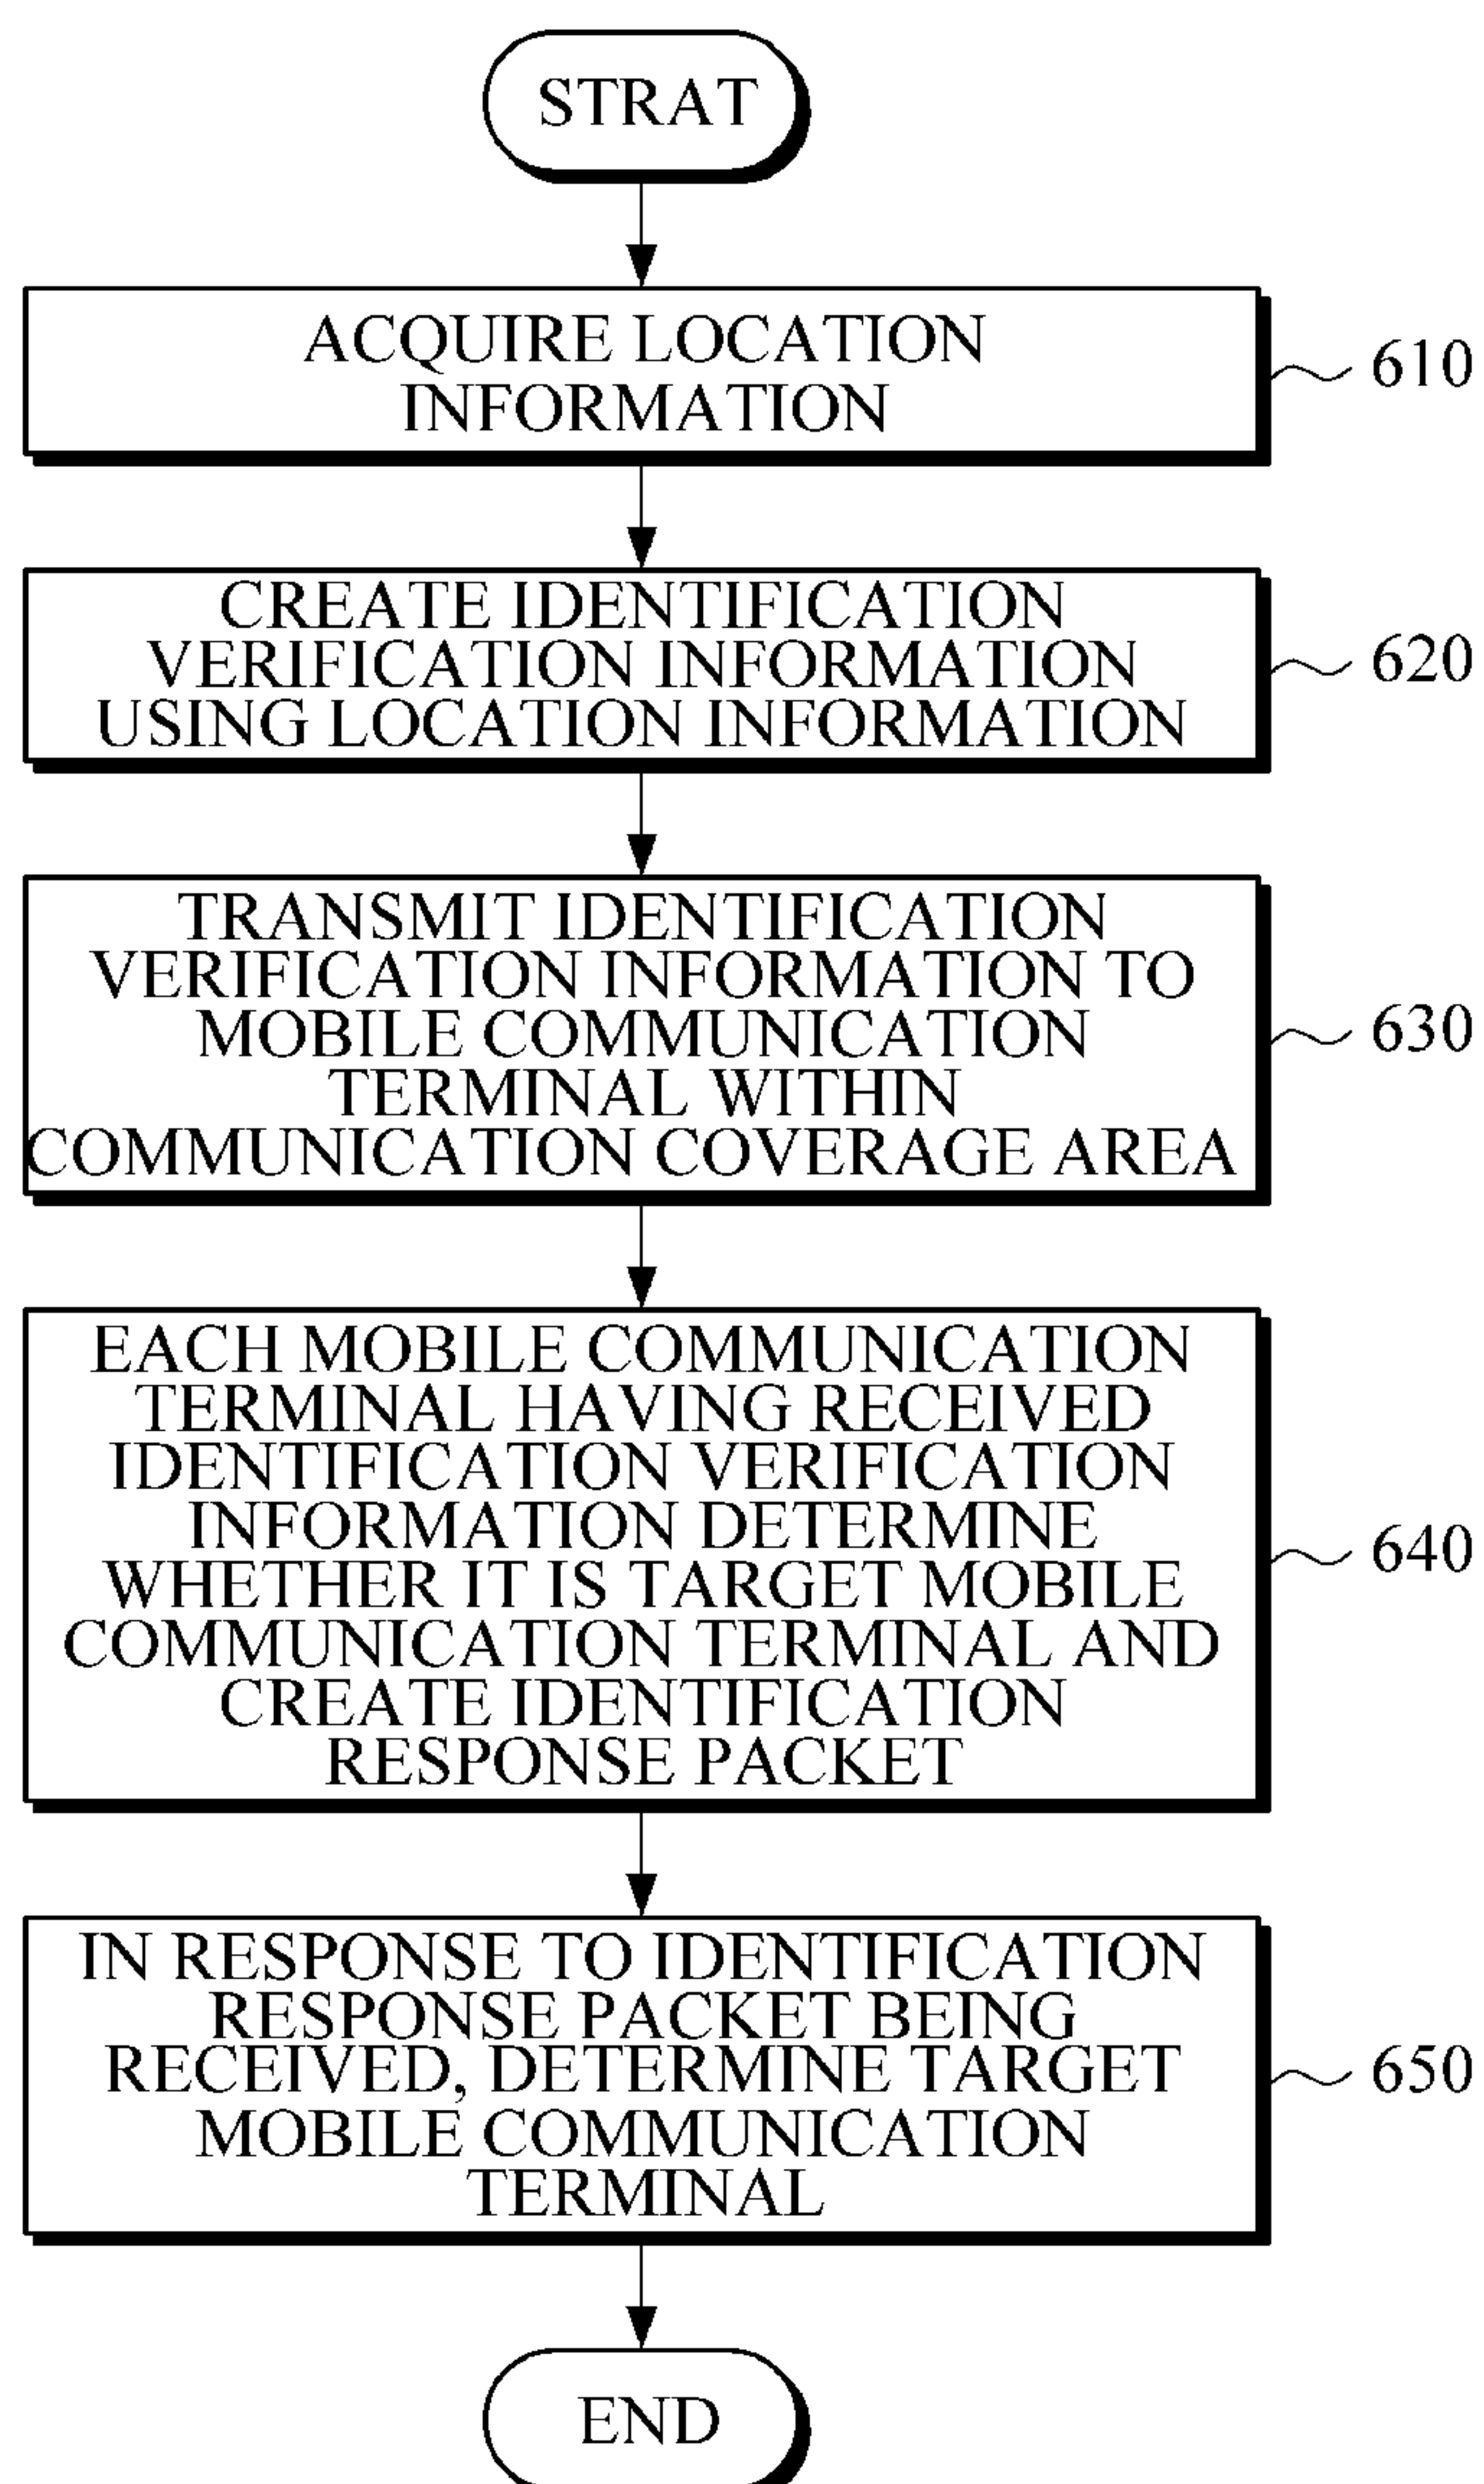 STRAT
ACQUIRE LOCATION
INFORMATION
610
CREATE IDENTIFICATION
VERIFICATION INFORMATION
USING LOCATION INFORMATION
620
TRANSMIT IDENTIFICATION
VERIFICATION INFORMATION TO
MOBILE COMMUNICATION
TERMINAL WITHIN
COMMUNICATION COVERAGE AREA
630
EACH MOBILE COMMUNICATION
TERMINAL HAVING RECEIVED
IDENTIFICATION VERIFICATION
INFORMATION DETERMINE
WHETHER IT IS TARGET MOBILE
COMMUNICATION TERMINAL AND
CREATE IDENTIFICATION
RESPONSE PACKET
640
IN RESPONSE TO IDENTIFICATION
RESPONSE PACKET BEING
RECEIVED, DETERMINE TARGET
MOBILE COMMUNICATION
TERMINAL
650
END